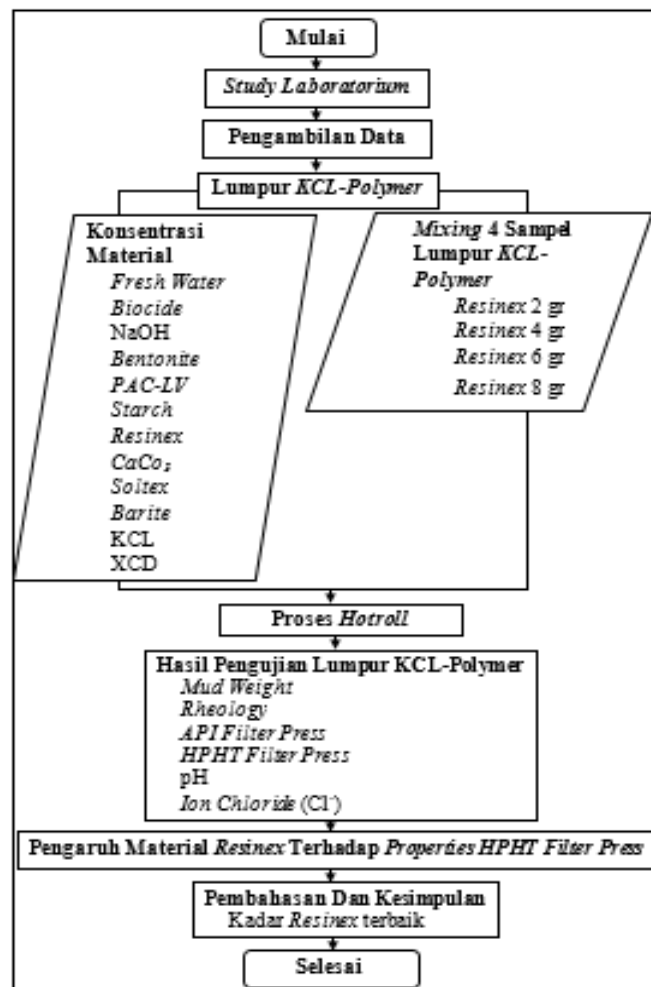 Mulai
Study Laboratorium
Pengambilan Data
Lumpur KCL-Polymer
Konsentrasi
Material
Fresh Water
Biocide
NaOH
Bentonite
PAC-LV
Starch
Resinex
CaCo₃
Soltex
Barite
KCL
XCD
Mixing 4 Sampel
Lumpur KCL-
Polymer
Resinex 2 gr
Resinex 4 gr
Resinex 6 gr
Resinex 8 gr
Proses Hotroll
Hasil Pengujian Lumpur KCL-Polymer
Mud Weight
Rheology
API Filter Press
HPHT Filter Press
pH
Ion Chloride (Cl⁻)
Pengaruh Material Resinex Terhadap Properties HPHT Filter Press
Pembahasan Dan Kesimpulan
Kadar Resinex terbaik
Selesai